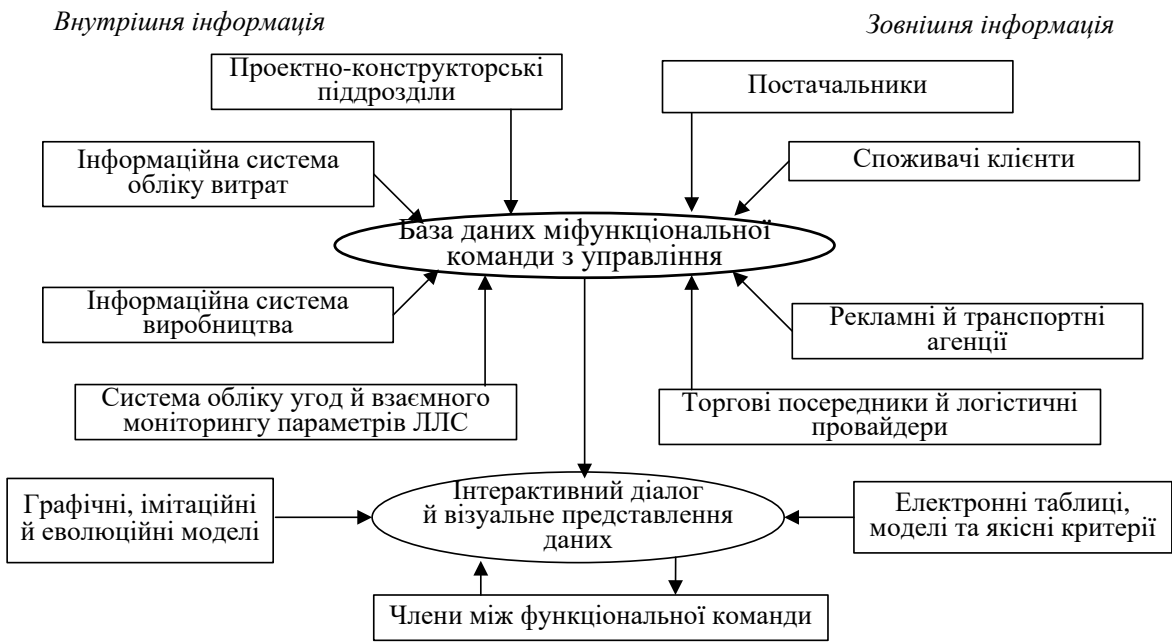 Внутрішня інформація
Зовнішня інформація
Проектно-конструкторські
піддрозділи
Постачальники
Інформаційна система
обліку витрат
Споживачі клієнти
База даних міфункціональної
команди з управління
Інформаційна система
виробництва
Рекламні й транспортні
агенції
Система обліку угод й взаємного
моніторингу параметрів ЛЛС
Торгові посередники й логістичні
провайдери
Графічні, імітаційні
й еволюційні моделі
Інтерактивний діалог
й візуальне представлення
даних
Електронні таблиці,
моделі та якісні критерії
Члени між функціональної команди